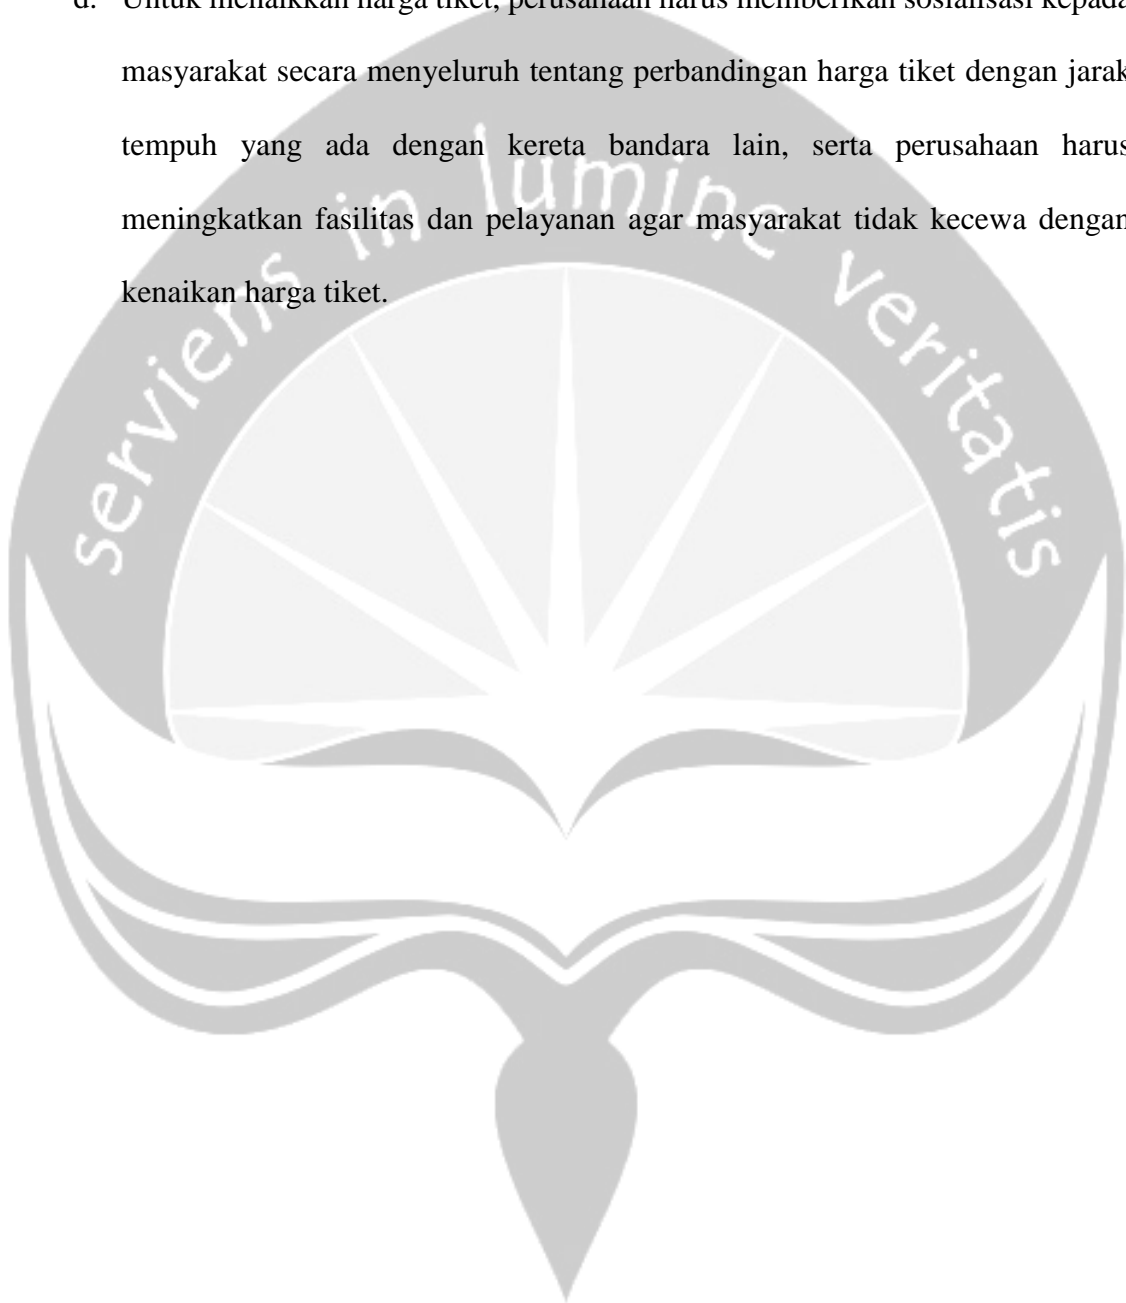 d. Untuk menaikkan harga tiket, perusahaan harus memberikan sosialisasi kepada
masyarakat secara menyeluruh tentang perbandingan harga tiket dengan jarak
tempuh yang ada dengan kereta bandara lain, serta perusahaan harus
meningkatkan fasilitas dan pelayanan agar masyarakat tidak kecewa dengan
kenaikan harga tiket.
serviens in lumine veritatis